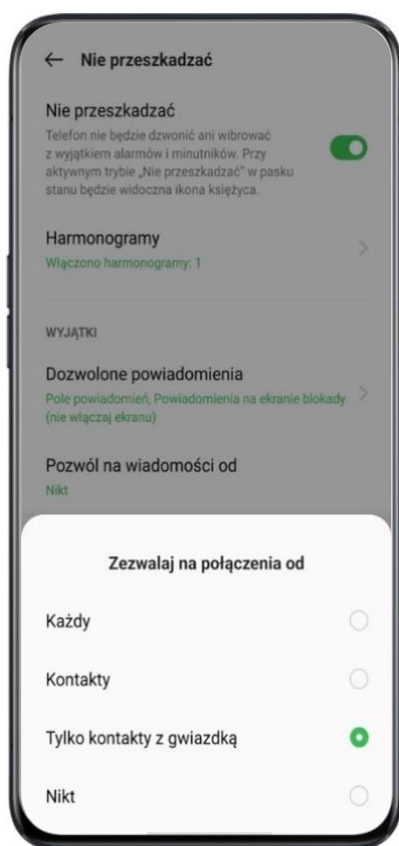 ← Nie przeszkadzać
Nie przeszkadzać
Telefon nie będzie dzwonić ani wibrować
z wyjątkiem alarmów i minutników. Przy
aktywnym trybie „Nie przeszkadzać” w pasku
stanu będzie widoczna ikona księżyca.
Harmonogramy
Włączono harmonogramy: 1
WYJĄTKI
Dozwolone powiadomienia
Pole powiadomień, Powiadomienia na ekranie blokady
(nie włączaj ekranu)
Pozwól na wiadomości od
Nikt
Zezwalaj na połączenia od
Każdy
Kontakty
Tylko kontakty z gwiazdką
Nikt